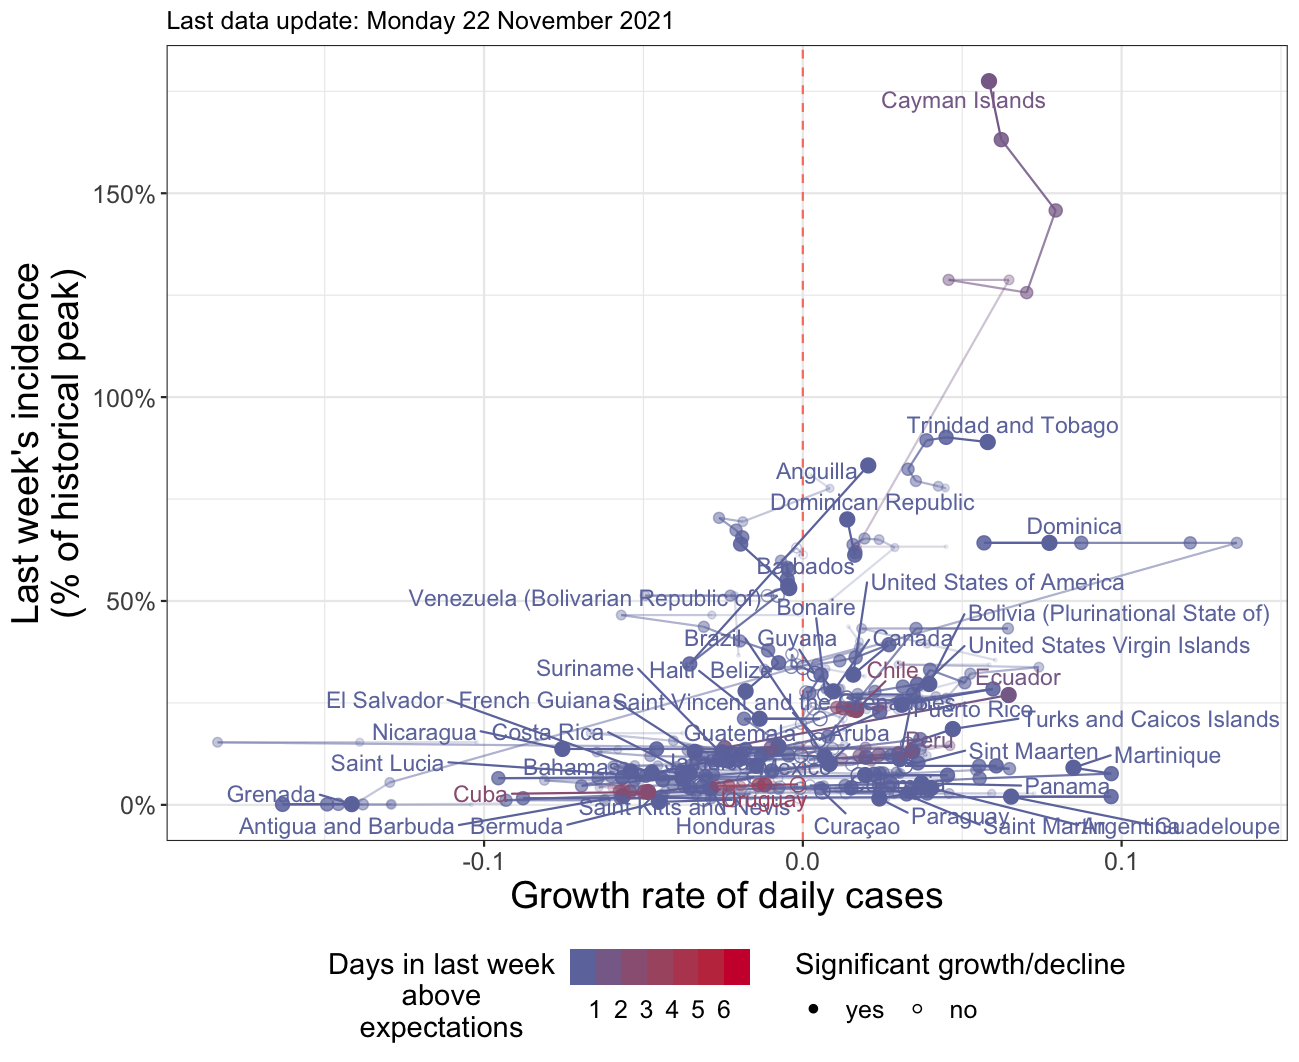 Last data update: Monday 22 November 2021
Last week's incidence
(% of historical peak)
150%
100%
50%
0%
Cayman Islands
Trinidad and Tobago
Anguilla
Dominican Republic
Dominica
Barbados
United States of America
Venezuela (Bolivarian Republic of)
Bonaire
Bolivia (Plurinational State of)
Brazil
Guyana
Canada
United States Virgin Islands
Suriname
Haiti
Belize
Chile
Ecuador
El Salvador
French Guiana
Saint Vincent and the Grenadines
Puerto Rico
Turks and Caicos Islands
Nicaragua
Costa Rica
Guatemala
Aruba
Peru
Sint Maarten
Martinique
Saint Lucia
Bahamas
Mexico
Panama
Grenada
Cuba
Uruguay
Saint Kitts and Nevis
Paraguay
Antigua and Barbuda
Bermuda
Honduras
Curaçao
Saint Martin
Argentina
Guadeloupe
-0.1
0.0
0.1
Growth rate of daily cases
Days in last week
above
expectations
1 2 3 4 5 6
Significant growth/decline
yes
no